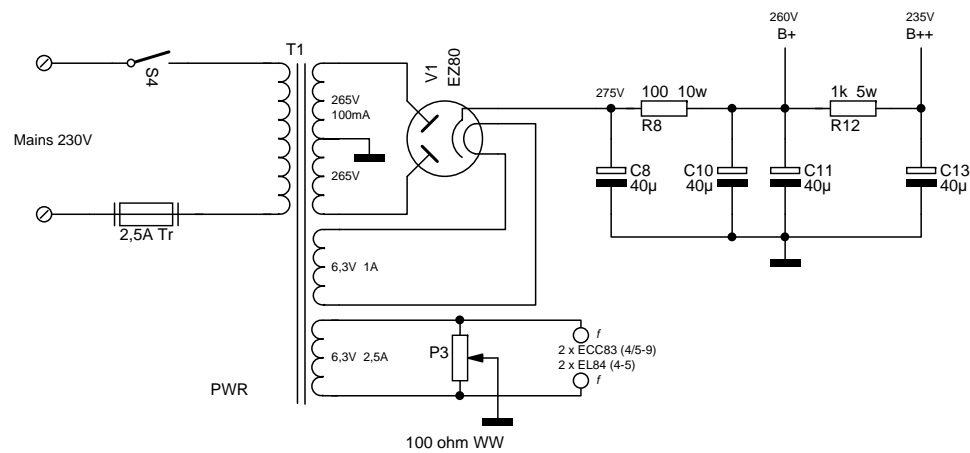 260V
B+
235V
B++
S4
T1
V1
EZ80
265V
100mA
265V
275V
100 10w
R8
1k 5w
R12
Mains 230V
C8
40µ
C10
40µ
C11
40µ
C13
40µ
2,5A Tr
6,3V 1A
6,3V 2,5A
P3
f
2 x ECC83 (4/5-9)
2 x EL84 (4-5)
f
PWR
100 ohm WW